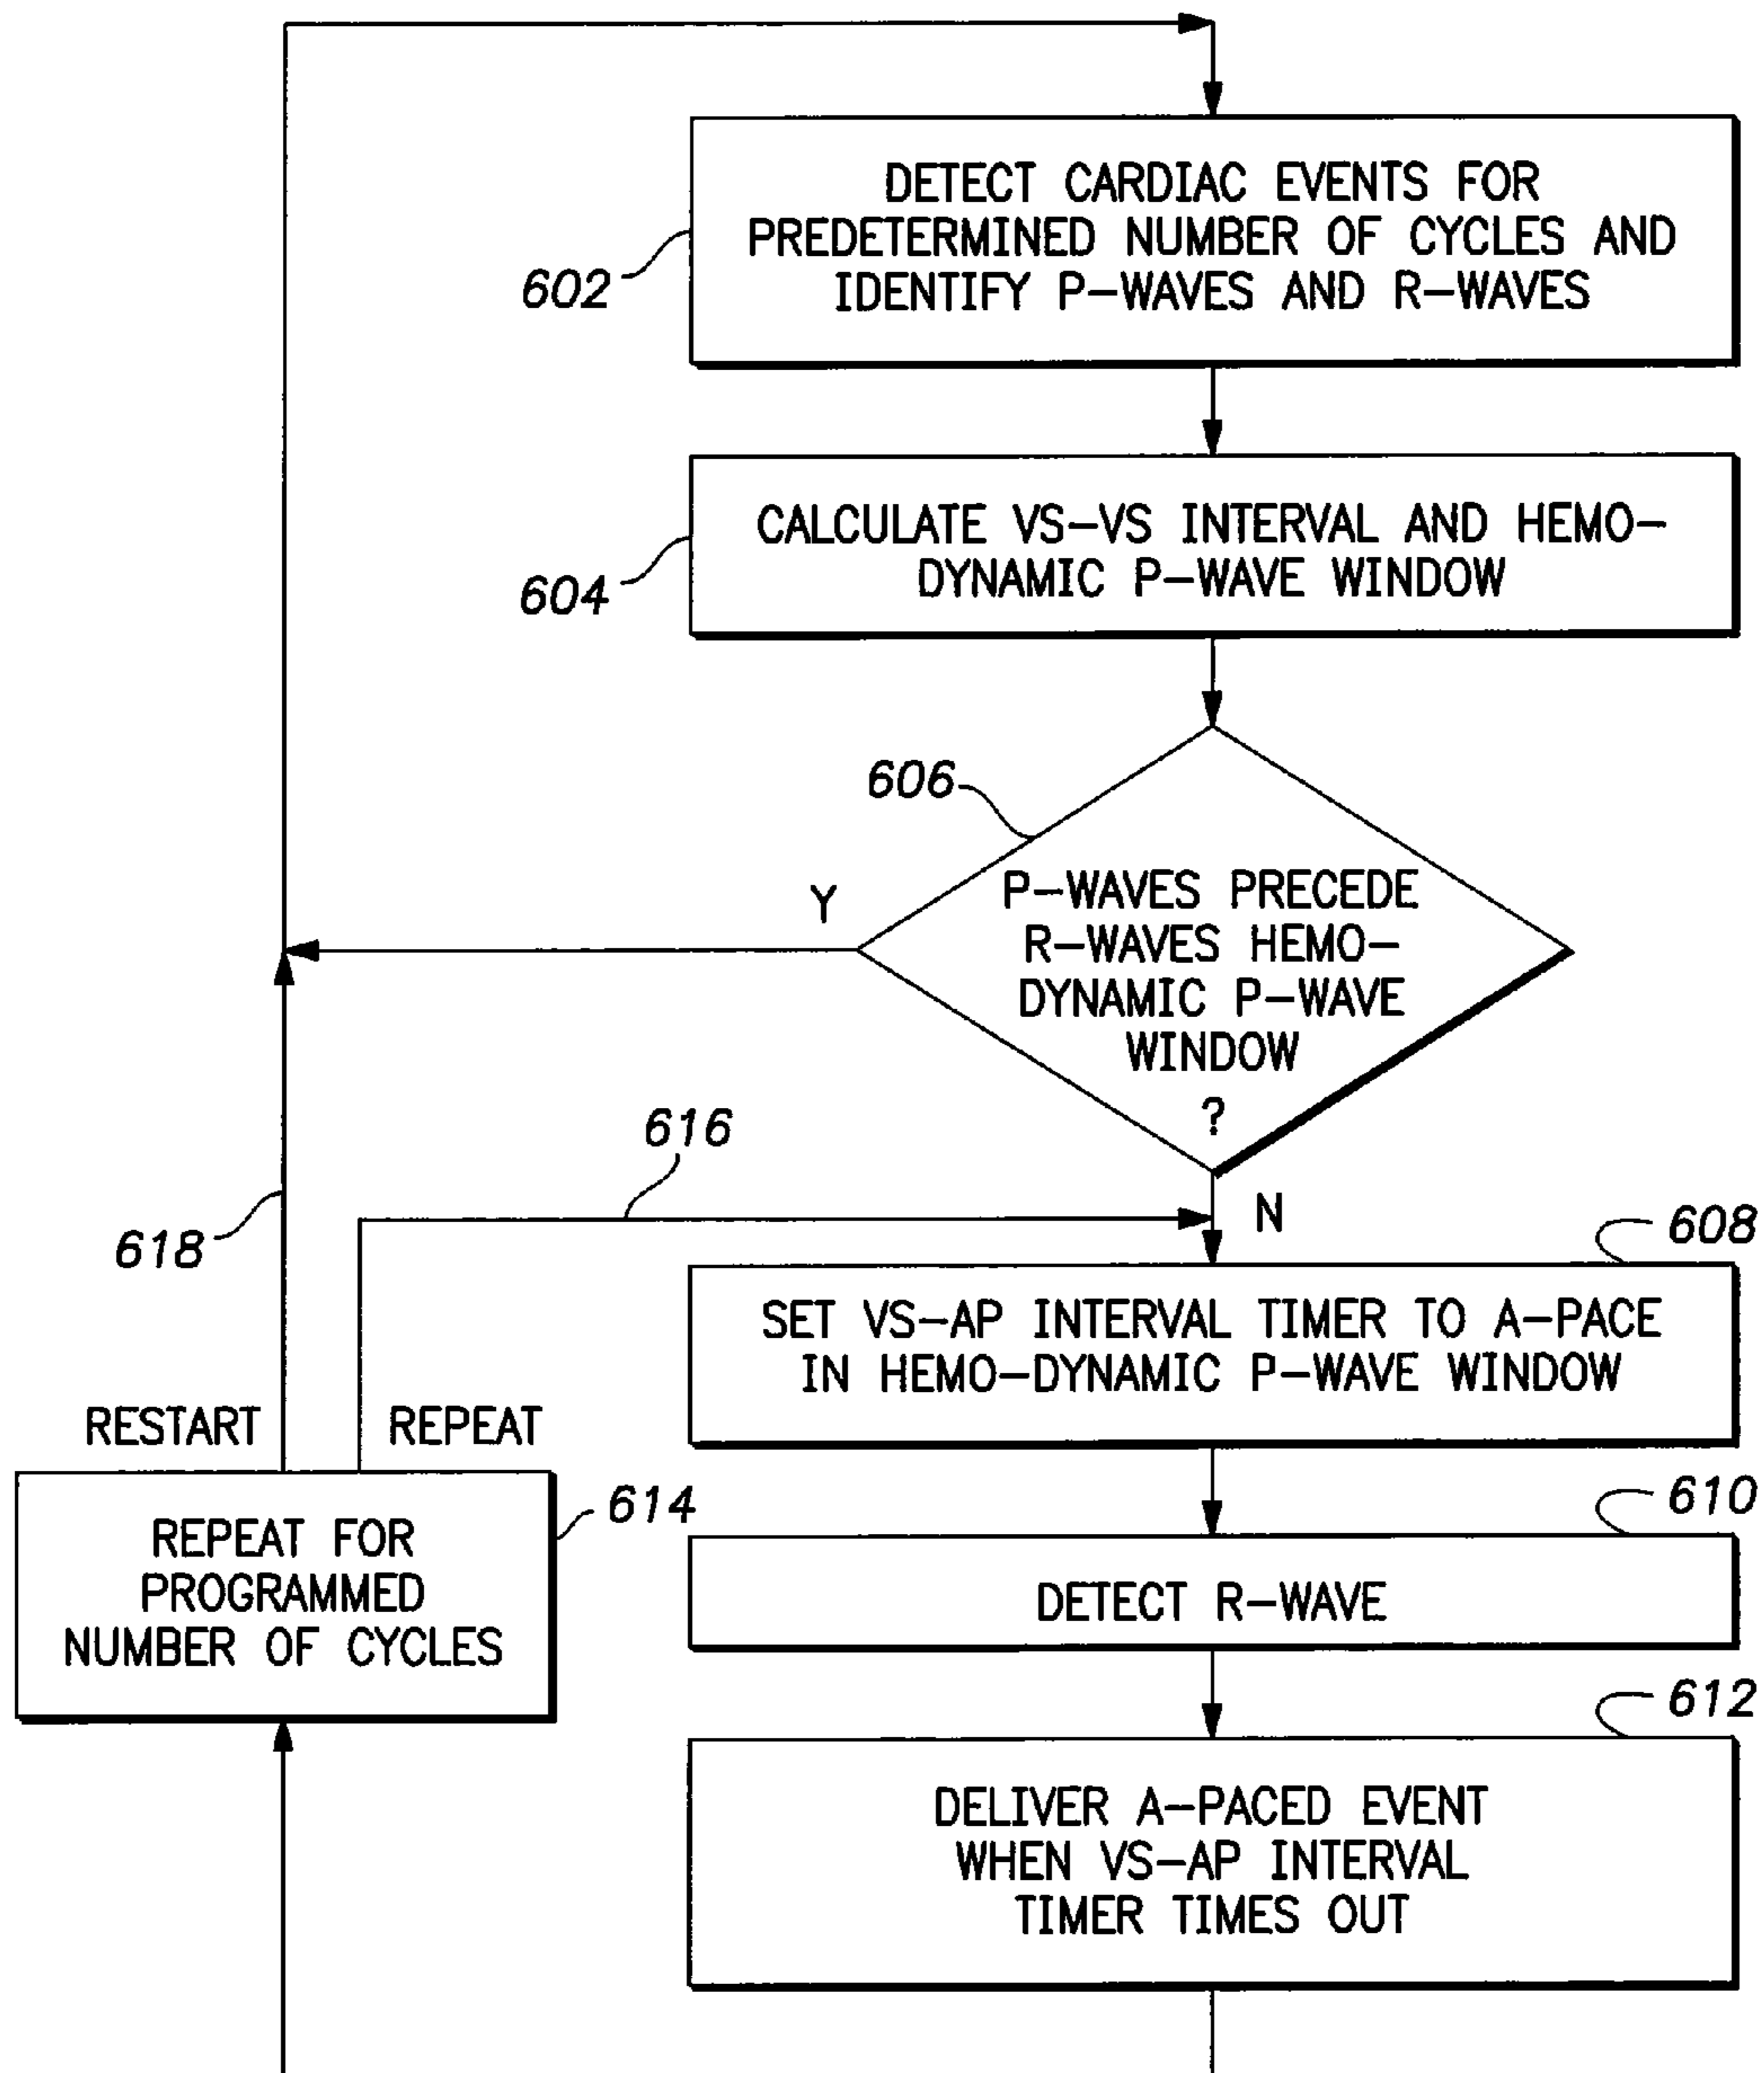 DETECT CARDIAC EVENTS FOR
PREDETERMINED NUMBER OF CYCLES AND
IDENTIFY P-WAVES AND R-WAVES
602
CALCULATE VS-VS INTERVAL AND HEMO-
DYNAMIC P-WAVE WINDOW
604
606
Y
P-WAVES PRECEDE
R-WAVES HEMO-
DYNAMIC P-WAVE
WINDOW
?
616
N
618
608
SET VS-AP INTERVAL TIMER TO A-PACE
IN HEMO-DYNAMIC P-WAVE WINDOW
RESTART
REPEAT
614
REPEAT FOR
PROGRAMMED
NUMBER OF CYCLES
610
DETECT R-WAVE
612
DELIVER A-PACED EVENT
WHEN VS-AP INTERVAL
TIMER TIMES OUT